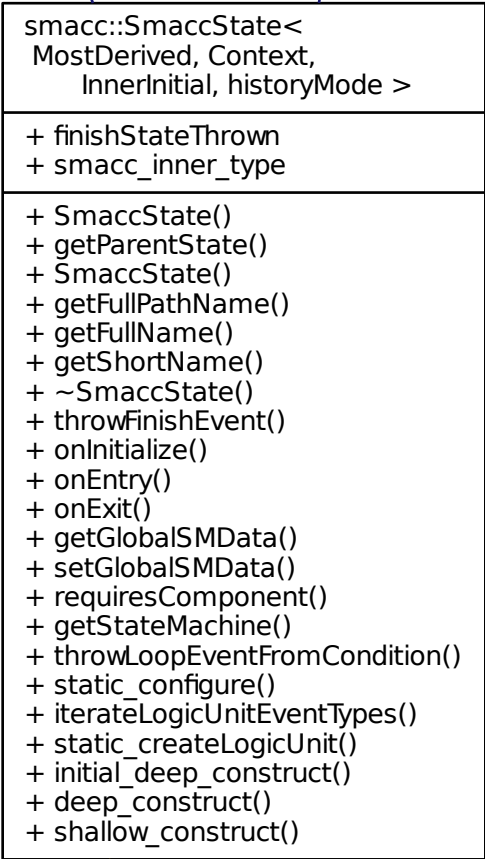 smacc::SmaccState<
MostDerived, Context,
InnerInitial, historyMode >
+ finishStateThrown
+ smacc_inner_type
+ SmaccState()
+ getParentState()
+ SmaccState()
+ getFullPathName()
+ getFullName()
+ getShortName()
+ ~SmaccState()
+ throwFinishEvent()
+ onInitialize()
+ onEntry()
+ onExit()
+ getGlobalSMData()
+ setGlobalSMData()
+ requiresComponent()
+ getStateMachine()
+ throwLoopEventFromCondition()
+ static_configure()
+ iterateLogicUnitEventTypes()
+ static_createLogicUnit()
+ initial_deep_construct()
+ deep_construct()
+ shallow_construct()